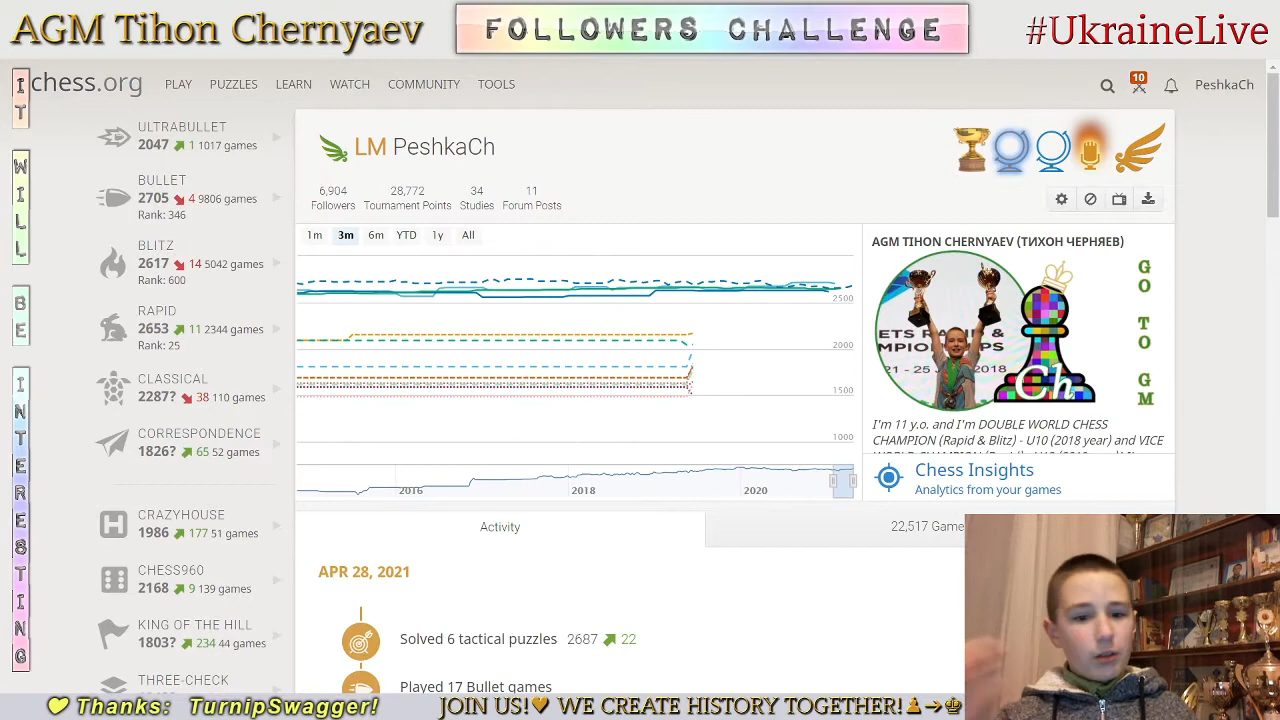 AGM Tihon Chernyaev
FOLLOWERS CHALLENGE
#UkraineLive
IT WILL BE INTERESTING
chess.org
PLAY PUZZLES LEARN WATCH COMMUNITY TOOLS
10
PeshkaCh
ULTRABULLET
2047 1 1017 games
BULLET
2705 4 9806 games
Rank: 346
BLITZ
2617 14 5042 games
Rank: 600
RAPID
2653 11 2344 games
Rank: 25
CLASSICAL
2287? 38 110 games
CORRESPONDENCE
1826? 65 52 games
CRAZYHOUSE
1986 177 51 games
CHESS960
2168 9 139 games
KING OF THE HILL
1803? 234 44 games
THREE-CHECK
LM PeshkaCh
6,904 28,772 34 11
Followers Tournament Points Studies Forum Posts
1m 3m 6m YTD 1y All
2500
2000
1500
1000
2016 2018 2020
AGM TIHON CHERNYAEV (ТИХОН ЧЕРНЯЕВ)
ETS RAPID &
MPIONSHIPS
21 - 25 2018
Ch
GO TO GM
I'm 11 y.o. and I'm DOUBLE WORLD CHESS
CHAMPION (Rapid & Blitz) - U10 (2018 year) and VICE
Chess Insights
Analytics from your games
Activity
22,517 Game
APR 28, 2021
Solved 6 tactical puzzles 2687 22
Played 17 Bullet games
Thanks: TurnipSwagger!
JOIN US! WE CREATE HISTORY TOGETHER!